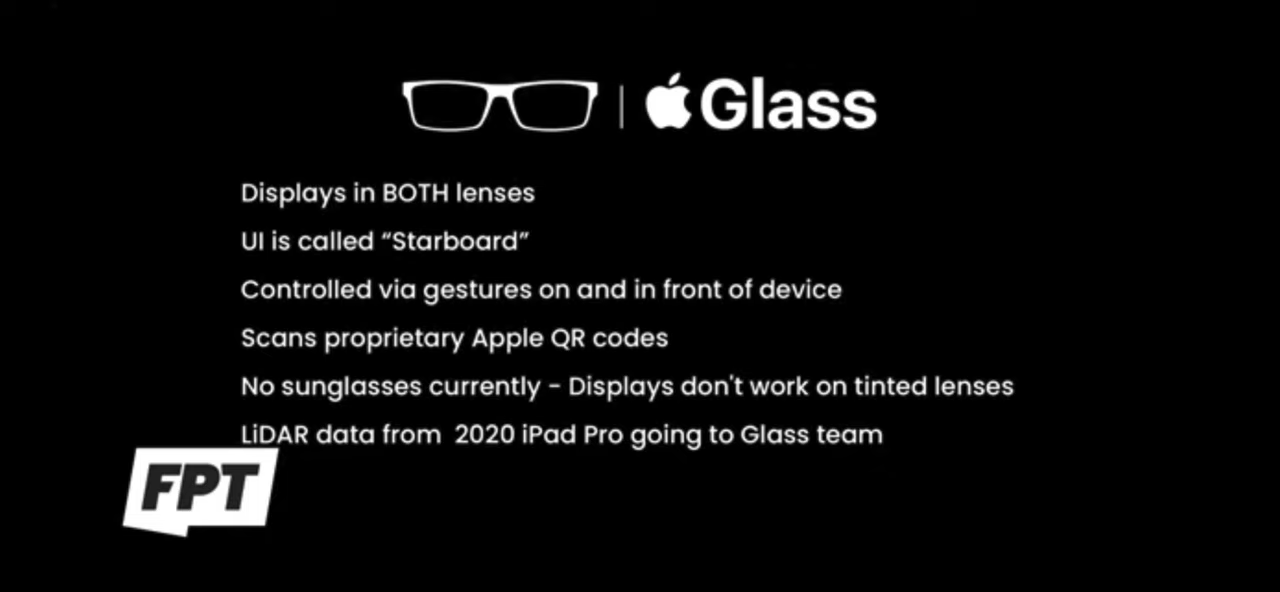 Glass
Displays in BOTH lenses
UI is called “Starboard”
Controlled via gestures on and in front of device
Scans proprietary Apple QR codes
No sunglasses currently - Displays don't work on tinted lenses
LiDAR data from  2020 iPad Pro going to Glass team
FPT